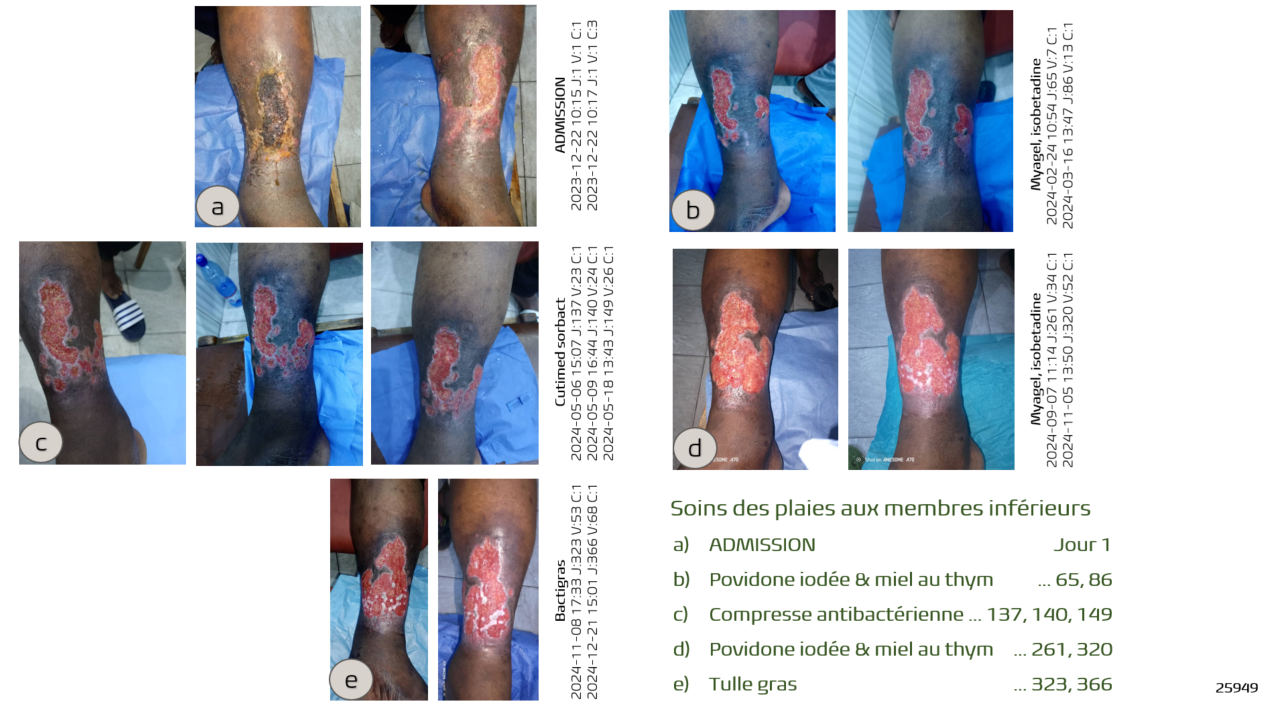 ADMISSION
2023-12-22 10:15 J:1 V:1 C:1
2023-12-22 10:17 J:1 V:1 C:3
a
Myagel, isobetadine
2024-02-24 10:54 J:65 V:7 C:1
2024-03-16 13:47 J:86 V:13 C:1
b
Cutimed sorbact
2024-05-06 15:07 J:137 V:23 C:1
2024-05-09 16:44 J:140 V:24 C:1
2024-05-18 13:43 J:149 V:26 C:1
c
Myagel, isobetadine
2024-09-07 11:14 J:261 V:34 C:1
2024-11-05 13:50 J:320 V:52 C:1
d
AWESOME A70
AWESOME A70
Bactigras
2024-11-08 17:33 J:323 V:53 C:1
2024-12-21 15:01 J:366 V:68 C:1
e
Soins des plaies aux membres inférieurs
a) ADMISSION Jour 1
b) Povidone iodée & miel au thym ... 65, 86
c) Compresse antibactérienne ... 137, 140, 149
d) Povidone iodée & miel au thym ... 261, 320
e) Tulle gras ... 323, 366
25949